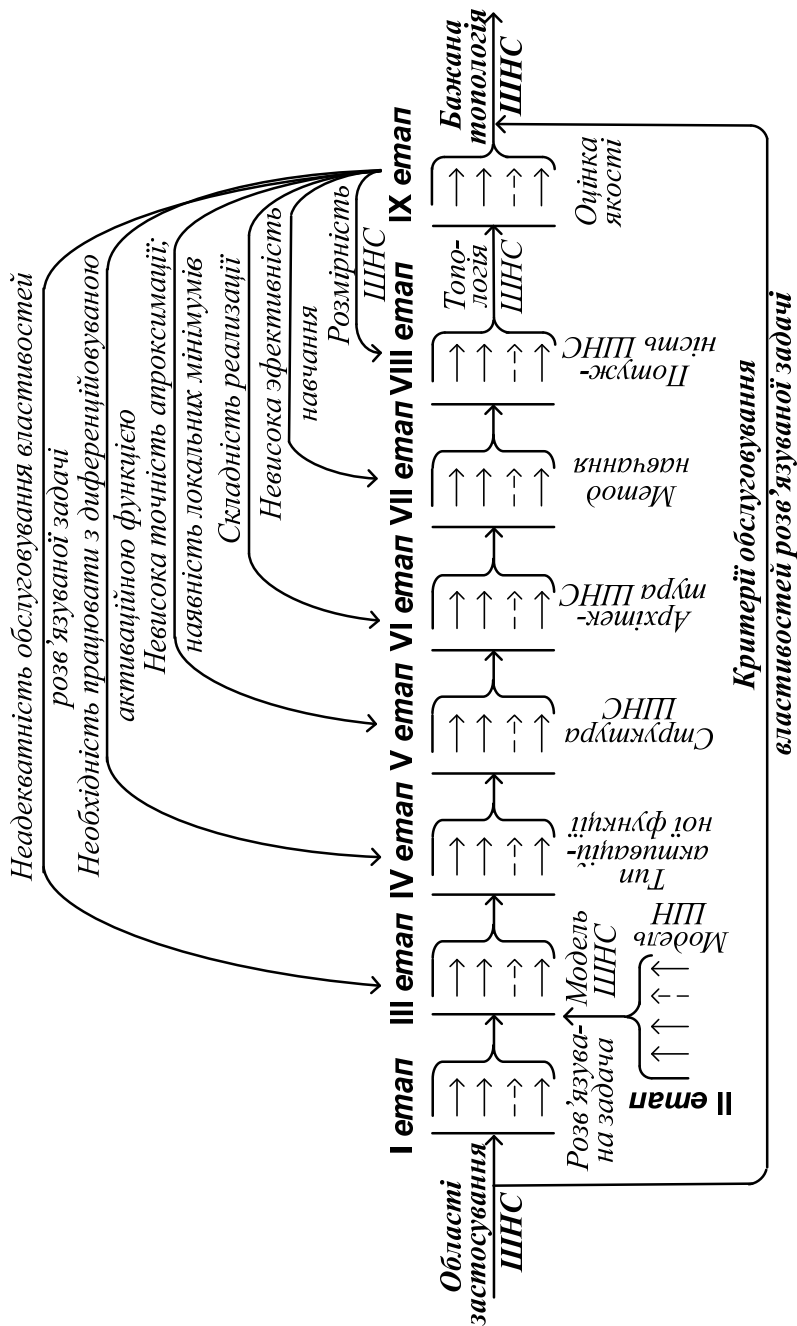 Неадекватність обслуговування властивостей
розв’язуваної задачі
Необхідність працювати з диференційовуваною
активаційною функцією
Невисока точність апроксимації;
наявність локальних мінімумів
Складність реалізації
Невисока эфективність
навчання
Розмірність
ШНС
I етап
III етап
IV етап
V етап
VI етап
VII етап
VIII етап
IX етап
Області
застосування
ШНС
Топо-
логія
ШНС
Бажана
топологія
ШНС
Розв’язува-
на задача
Модель
ШНС
Тип
активацій-
ної функції
Структура
ШНС
Архітек-
тура ШНС
Метод
навчання
Потуж-
ність ШНС
Оцінка
якості
II етап
Модель
ШН
Критерії обслуговування
властивостей розв’язуваної задачі